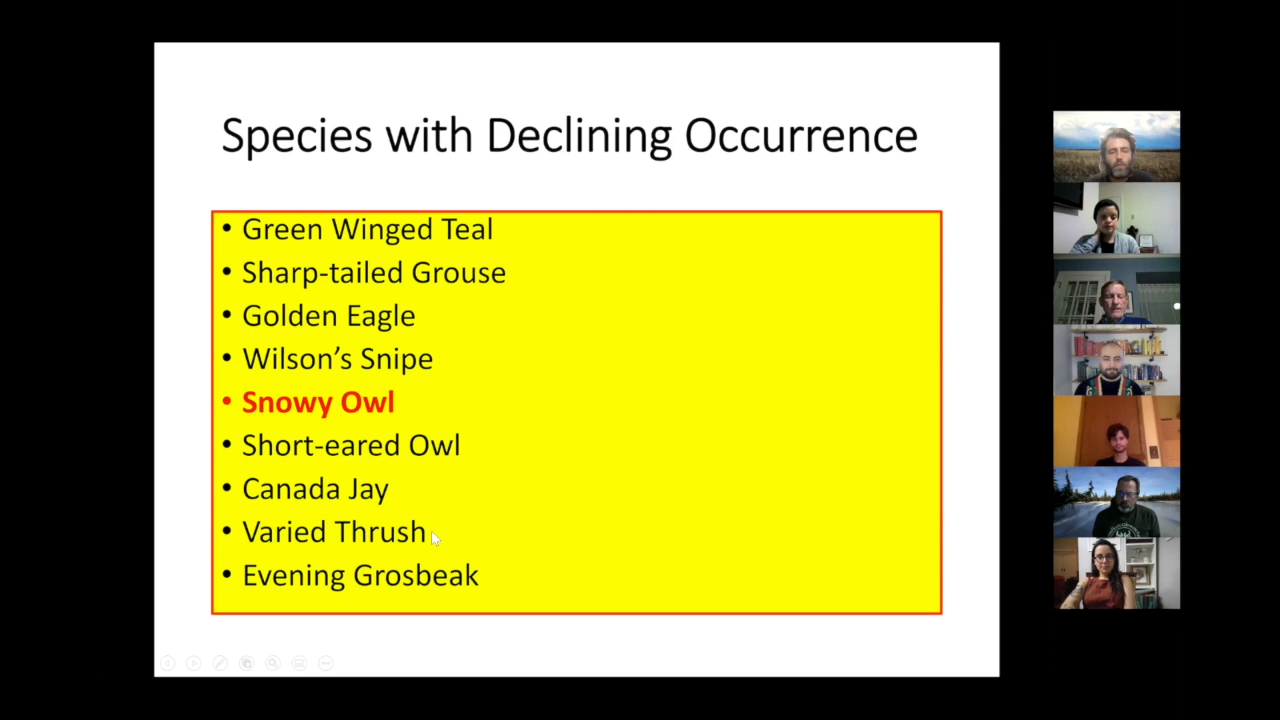 Species with Declining Occurrence
• Green Winged Teal
• Sharp-tailed Grouse
• Golden Eagle
• Wilson’s Snipe
• Snowy Owl
• Short-eared Owl
• Canada Jay
• Varied Thrush
• Evening Grosbeak